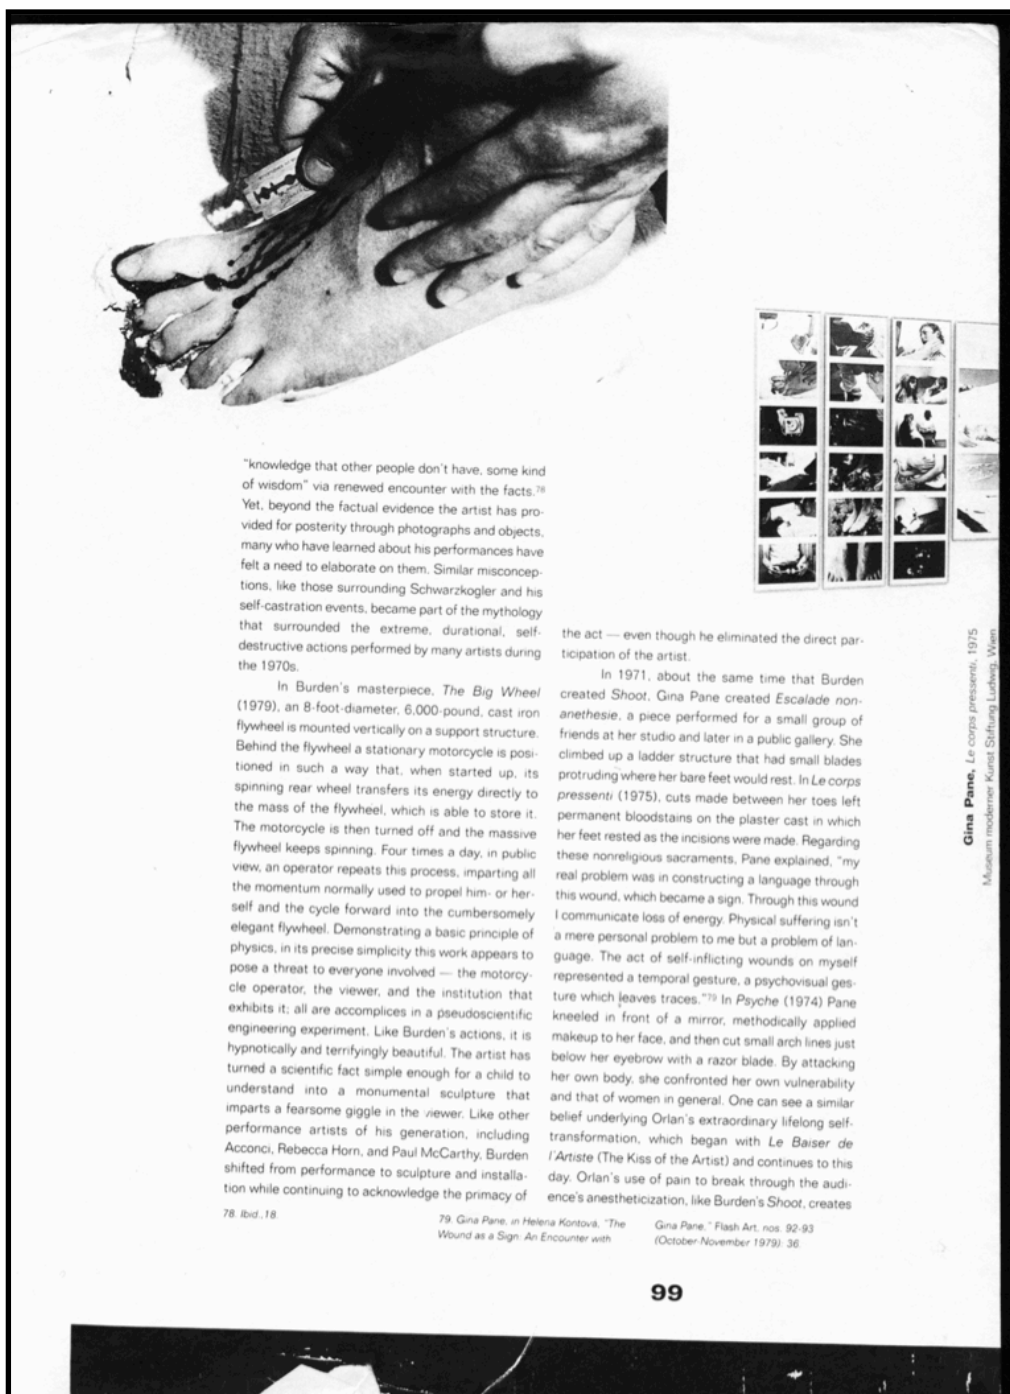 "knowledge that other people don't have, some kind
of wisdom" via renewed encounter with the facts.78
Yet, beyond the factual evidence the artist has pro-
vided for posterity through photographs and objects,
many who have learned about his performances have
felt a need to elaborate on them. Similar misconcep-
tions, like those surrounding Schwarzkogler and his
self-castration events, became part of the mythology
that surrounded the extreme, durational, self-
destructive actions performed by many artists during
the 1970s.
In Burden's masterpiece, The Big Wheel
(1979), an 8-foot-diameter, 6,000-pound, cast iron
flywheel is mounted vertically on a support structure.
Behind the flywheel a stationary motorcycle is posi-
tioned in such a way that, when started up, its
spinning rear wheel transfers its energy directly to
the mass of the flywheel, which is able to store it.
The motorcycle is then turned off and the massive
flywheel keeps spinning. Four times a day, in public
view, an operator repeats this process, imparting all
the momentum normally used to propel him- or her-
self and the cycle forward into the cumbersomely
elegant flywheel. Demonstrating a basic principle of
physics, in its precise simplicity this work appears to
pose a threat to everyone involved — the motorcy-
cle operator, the viewer, and the institution that
exhibits it; all are accomplices in a pseudoscientific
engineering experiment. Like Burden's actions, it is
hypnotically and terrifyingly beautiful. The artist has
turned a scientific fact simple enough for a child to
understand into a monumental sculpture that
imparts a fearsome giggle in the viewer. Like other
performance artists of his generation, including
Acconci, Rebecca Horn, and Paul McCarthy, Burden
shifted from performance to sculpture and installa-
tion while continuing to acknowledge the primacy of
the act — even though he eliminated the direct par-
ticipation of the artist.
In 1971, about the same time that Burden
created Shoot, Gina Pane created Escalade non-
anethesie, a piece performed for a small group of
friends at her studio and later in a public gallery. She
climbed up a ladder structure that had small blades
protruding where her bare feet would rest. In Le corps
pressenti (1975), cuts made between her toes left
permanent bloodstains on the plaster cast in which
her feet rested as the incisions were made. Regarding
these nonreligious sacraments, Pane explained, "my
real problem was in constructing a language through
this wound, which became a sign. Through this wound
I communicate loss of energy. Physical suffering isn't
a mere personal problem to me but a problem of lan-
guage. The act of self-inflicting wounds on myself
represented a temporal gesture, a psychovisual ges-
ture which leaves traces."79 In Psyche (1974) Pane
kneeled in front of a mirror, methodically applied
makeup to her face, and then cut small arch lines just
below her eyebrow with a razor blade. By attacking
her own body, she confronted her own vulnerability
and that of women in general. One can see a similar
belief underlying Orlan's extraordinary lifelong self-
transformation, which began with Le Baiser de
l'Artiste (The Kiss of the Artist) and continues to this
day. Orlan's use of pain to break through the audi-
ence's anestheticization, like Burden's Shoot, creates
Gina Pane, Le corps pressenti, 1975
Museum moderner Kunst Stiftung Ludwig, Wien
78. Ibid., 18.
79. Gina Pane, in Helena Kontova, "The
Wound as a Sign: An Encounter with
Gina Pane," Flash Art, nos. 92-93
(October-November 1979): 36.
99